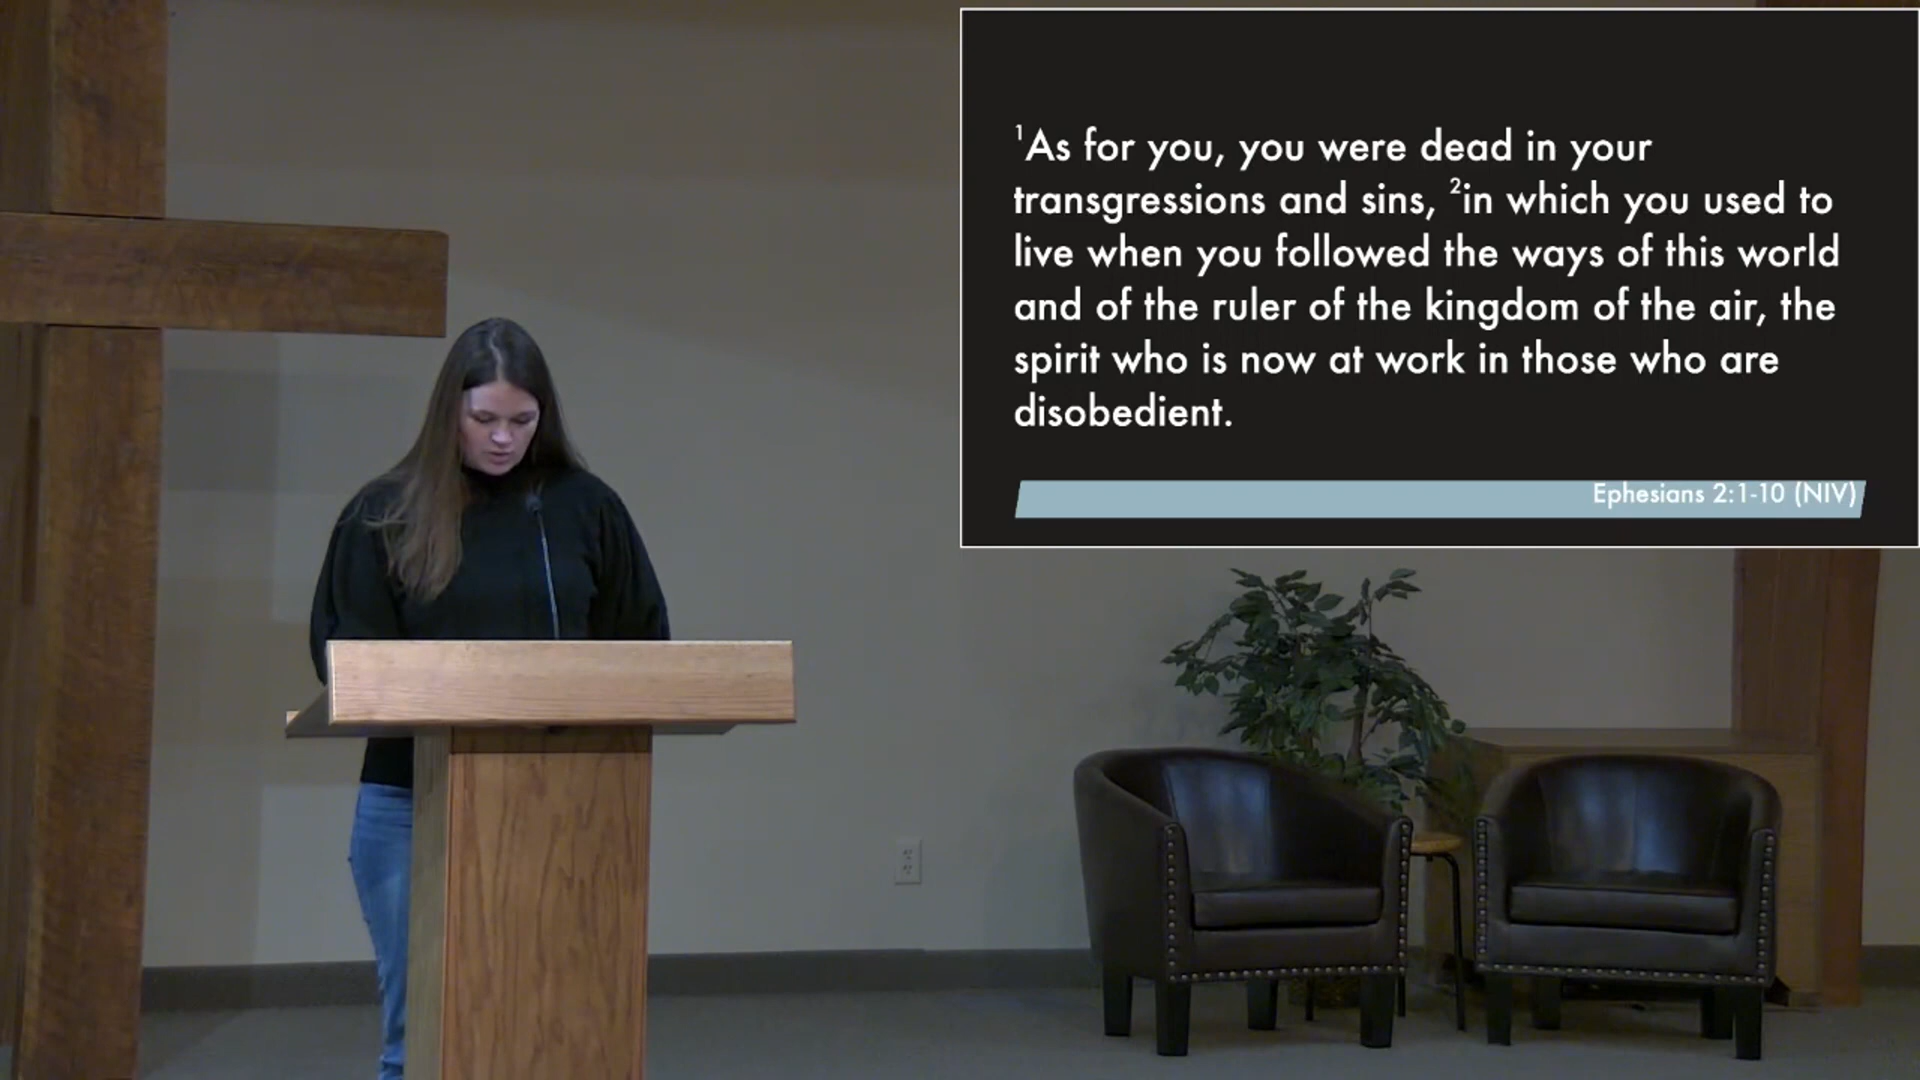 ¹As for you, you were dead in your
transgressions and sins, ²in which you used to
live when you followed the ways of this world
and of the ruler of the kingdom of the air, the
spirit who is now at work in those who are
disobedient.
Ephesians 2:1-10 (NIV)